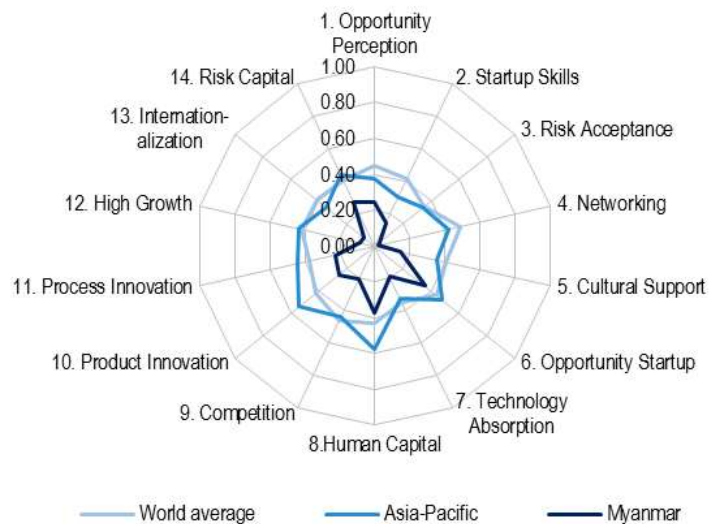 1. Opportunity
Perception
1.00
14. Risk Capital
2. Startup Skills
0.80
13. Internation-
alization
3. Risk Acceptance
0.60
0.40
12. High Growth
4. Networking
0.20
0.00
11. Process Innovation
5. Cultural Support
10. Product Innovation
6. Opportunity Startup
9. Competition
7. Technology
Absorption
8.Human Capital
World average
Asia-Pacific
Myanmar